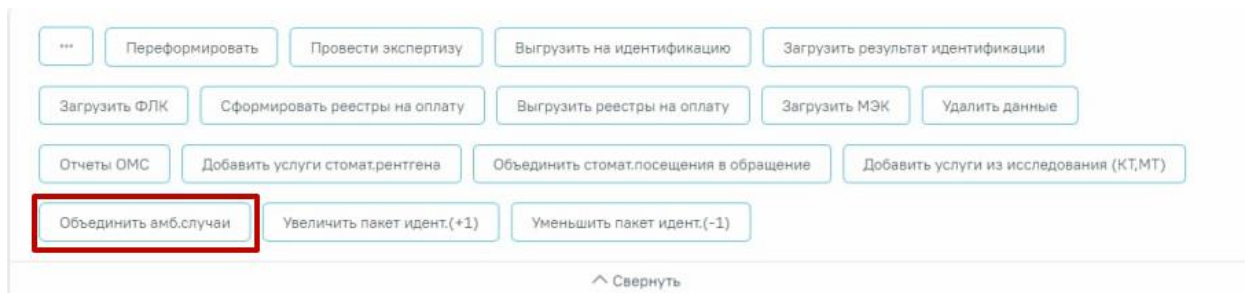 ... Переформировать Провести экспертизу Выгрузить на идентификацию Загрузить результат идентификации
Загрузить ФЛК Сформировать реестры на оплату Выгрузить реестры на оплату Загрузить МЭК Удалить данные
Отчеты ОМС Добавить услуги стомат.рентгена Объединить стомат.посещения в обращение Добавить услуги из исследования (КТ,МТ)
Объединить амб.случаи Увеличить пакет идент.(+1) Уменьшить пакет идент.(-1)
Свернуть